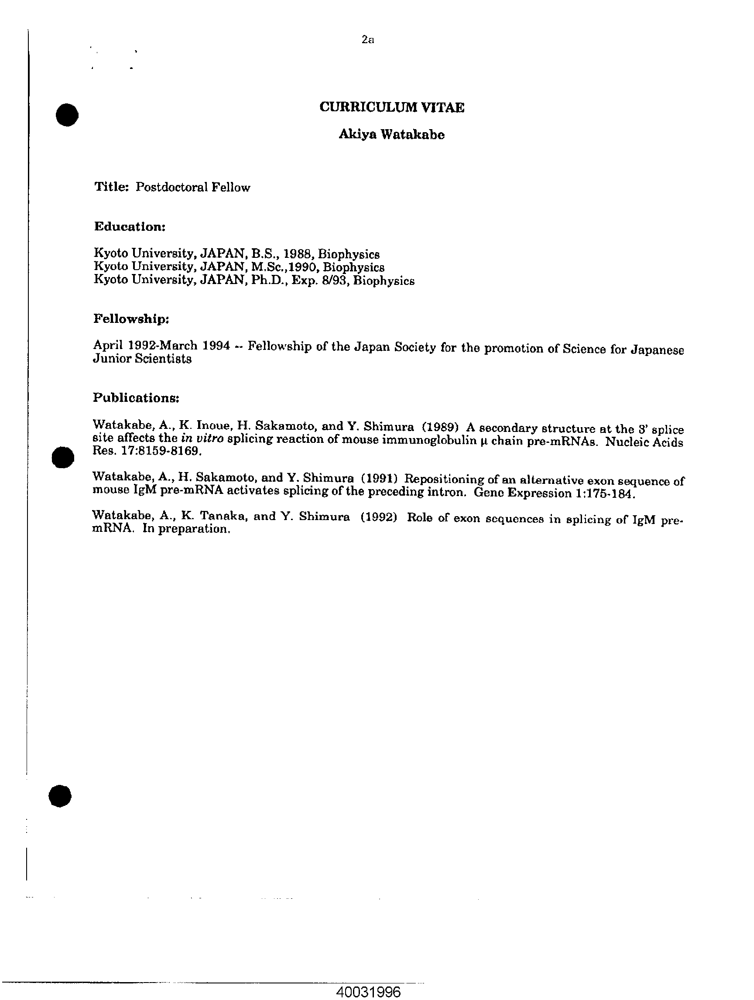 2a
CURRICULUM VITAE
Akiya Watakabe
Title: Postdoctoral Fellow
Education:
Kyoto University, JAPAN, B.S., 1988, Biophysics
Kyoto University, JAPAN, M.Sc.,1990, Biophysics
Kyoto University, JAPAN, Ph.D., Exp. 8/93, Biophysics
Fellowship:
April 1992-March 1994 -- Fellowship of the Japan Society for the promotion of Science for Japanese
Junior Scientists
Publications:
Watakabe, A., K. Inoue, H. Sakamoto, and Y. Shimura (1989) A secondary structure at the 3' splice
site affects the in vitro splicing reaction of mouse immunoglobulin μ chain pre-mRNAs. Nucleic Acids
Res. 17:8159-8169.
Watakabe, A., H. Sakamoto, and Y. Shimura (1991) Repositioning of an alternative exon sequence of
mouse IgM pre-mRNA activates splicing of the preceding intron. Gene Expression 1:175-184.
Watakabe, A., K. Tanaka, and Y. Shimura (1992) Role of exon sequences in splicing of IgM pre-
mRNA. In preparation.
40031996